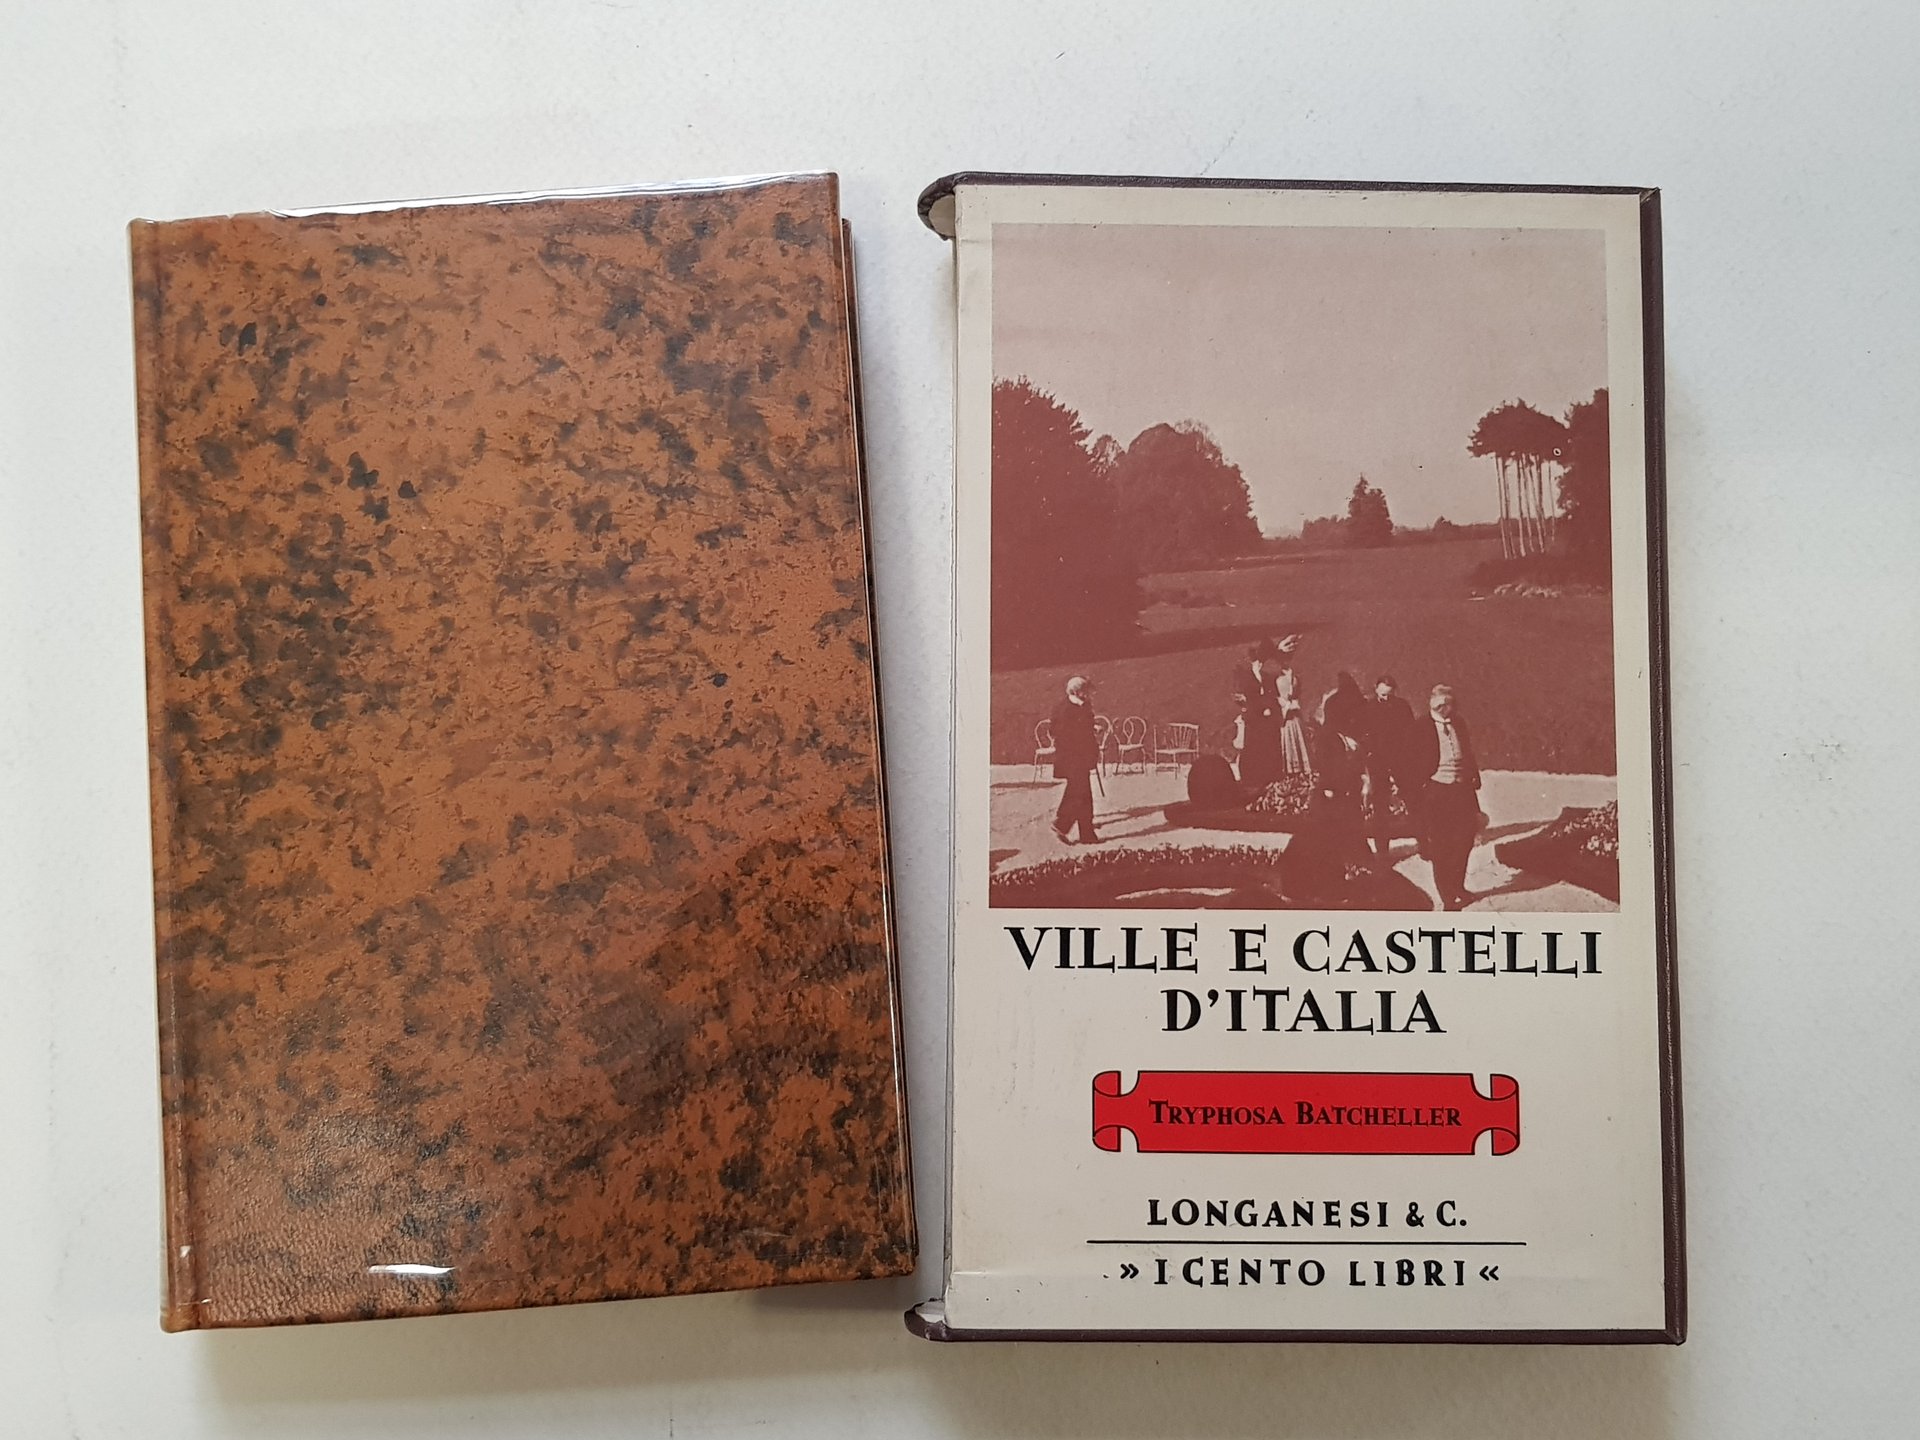 VILLE E CASTELLI
D'ITALIA
TRYPHOSA BATCHELLER
LONGANESI & C.
» I CENTO LIBRI «